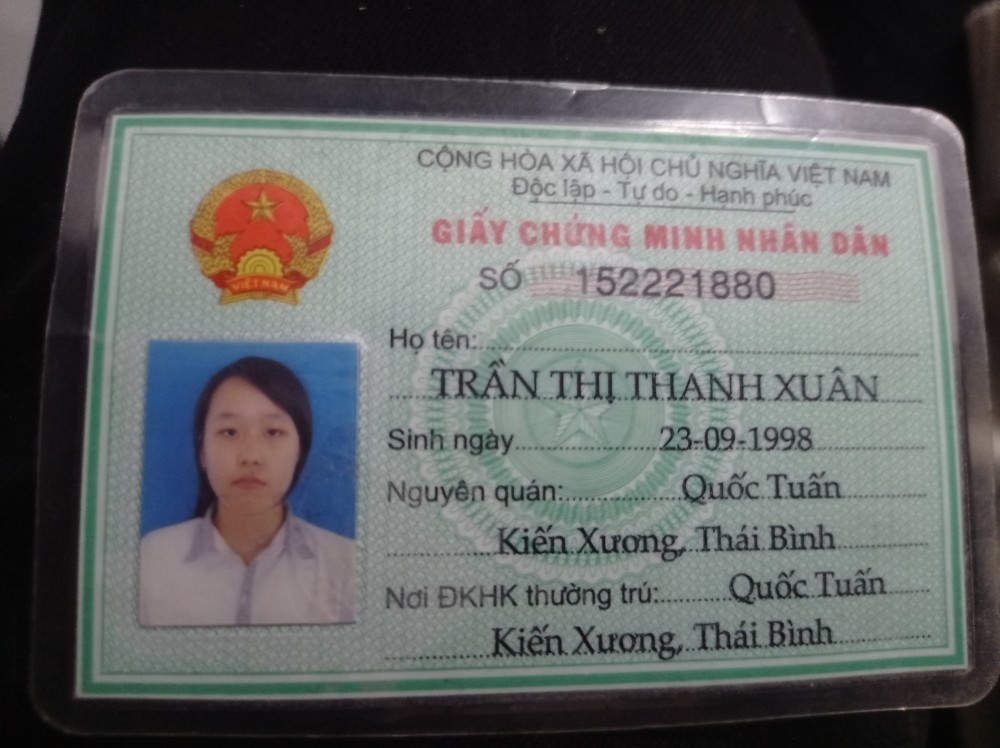 CỘNG HÒA XÃ HỘI CHỦ NGHĨA VIỆT NAM
Độc lập - Tự do - Hạnh phúc
GIẤY CHỨNG MINH NHÂN DÂN
SỐ 152221880
VIỆT NAM
Họ tên:
TRẦN THỊ THANH XUÂN
Sinh ngày 23-09-1998
Nguyên quán: Quốc Tuấn
Kiến Xương, Thái Bình
Nơi ĐKHK thường trú: Quốc Tuấn
Kiến Xương, Thái Bình